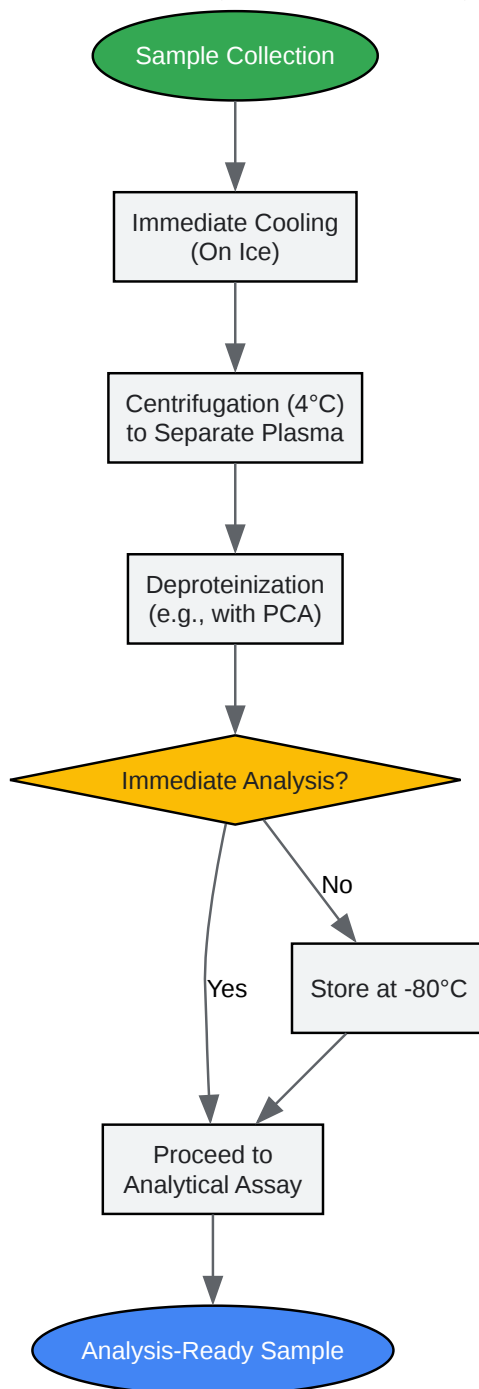 Sample Collection
Immediate Cooling
(On Ice)
Centrifugation (4°C)
to Separate Plasma
Deproteinization
(e.g., with PCA)
Immediate Analysis?
No
Store at -80°C
Yes
Proceed to
Analytical Assay
Analysis-Ready Sample